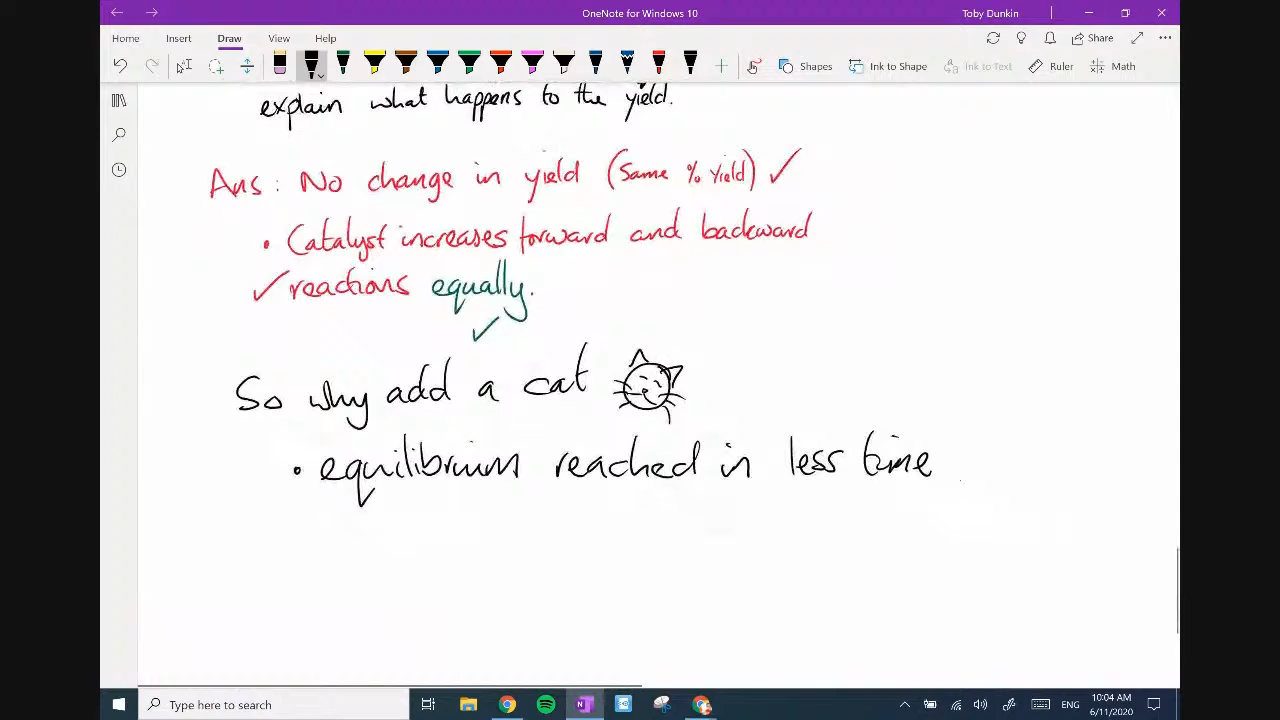 OneNote for Windows 10
Toby Dunkin
Home Insert Draw View Help
Share
Shapes Ink to Shape Ink to Text Ruler Math
explain what happens to the yield.
Ans : No change in yield (Same % Yield) ✓
• Catalyst increases forward and backward
✓ reactions equally.
✓
So why add a cat
• equilibrium reached in less time
Type here to search
ENG
10:04 AM
6/11/2020